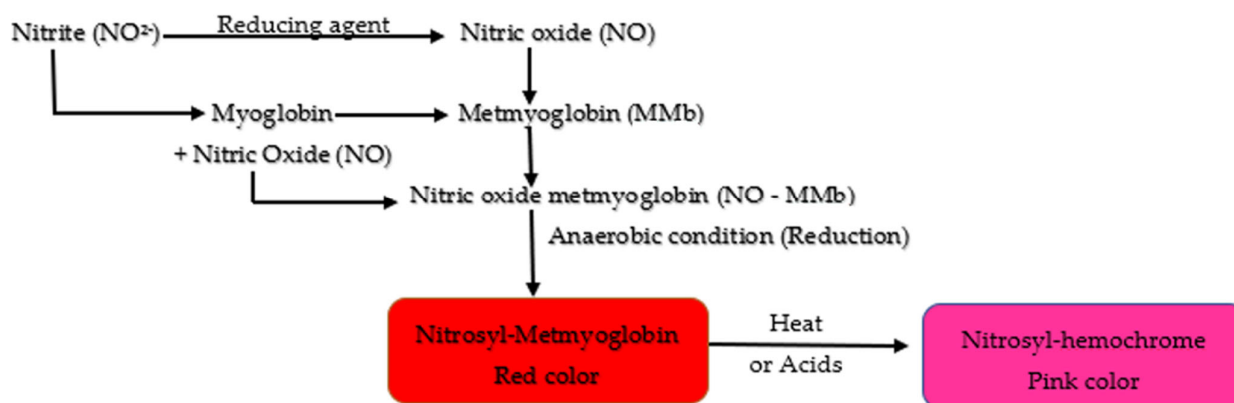 Nitrite (NO²⁻)
Reducing agent
Nitric oxide (NO)
Myoglobin
Metmyoglobin (MMb)
+ Nitric Oxide (NO)
Nitric oxide metmyoglobin (NO - MMb)
Anaerobic condition (Reduction)
Nitrosyl-Metmyoglobin
Red color
Heat
or Acids
Nitrosyl-hemochrome
Pink color